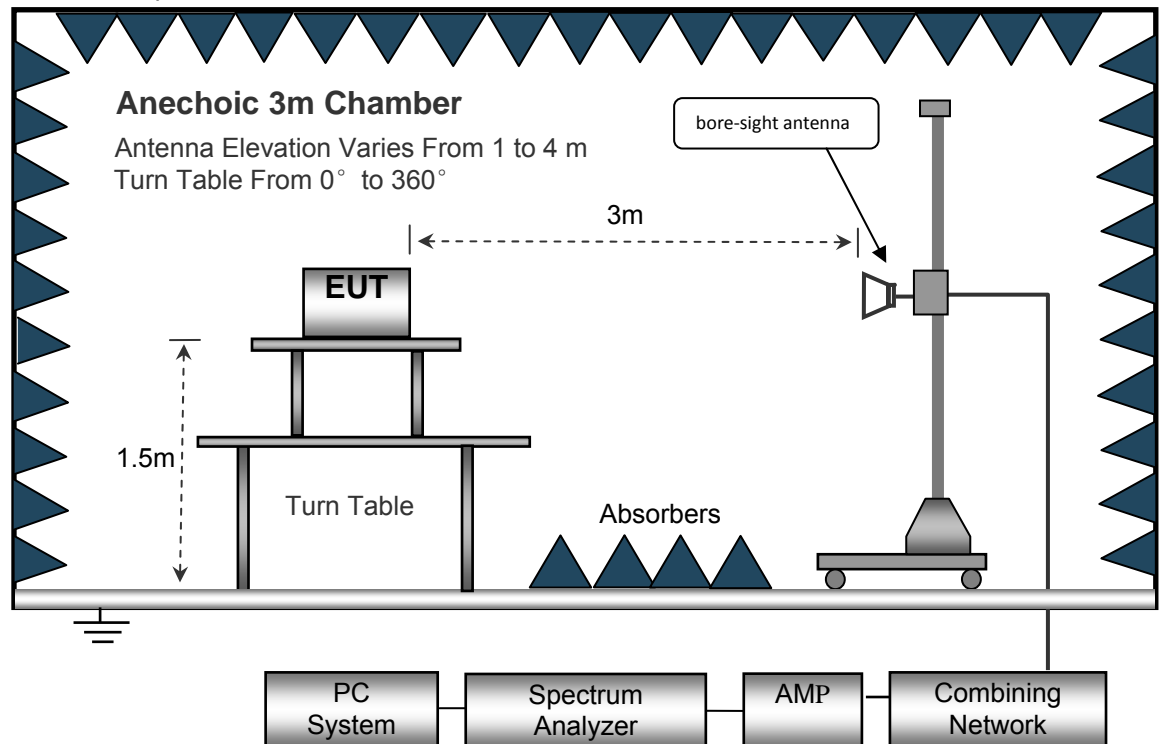 Anechoic 3m Chamber
Antenna Elevation Varies From 1 to 4 m
Turn Table From 0° to 360°
bore-sight antenna
3m
EUT
1.5m
Turn Table
Absorbers
PC
System
Spectrum
Analyzer
AMP
Combining
Network